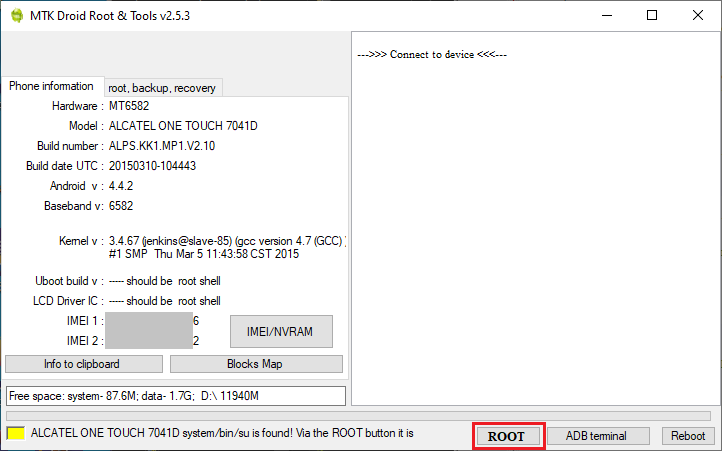 MTK Droid Root & Tools v2.5.3
Phone information
root, backup, recovery
Hardware : MT6582
Model : ALCATEL ONE TOUCH 7041D
Build number : ALPS.KK1.MP1.V2.10
Build date UTC : 20150310-104443
Android v : 4.4.2
Baseband v: 6582
Kernel v : 3.4.67 (jenkins@slave-85) (gcc version 4.7 (GCC) )
#1 SMP Thu Mar 5 11:43:58 CST 2015
Uboot build v : ----- should be root shell
LCD Driver IC : ----- should be root shell
IMEI 1 : 6
IMEI 2 : 2
IMEI/NVRAM
Info to clipboard
Blocks Map
Free space: system- 87.6M; data- 1.7G; D:\ 11940M
--->>> Connect to device <<<---
ALCATEL ONE TOUCH 7041D system/bin/su is found! Via the ROOT button it is
ROOT
ADB terminal
Reboot